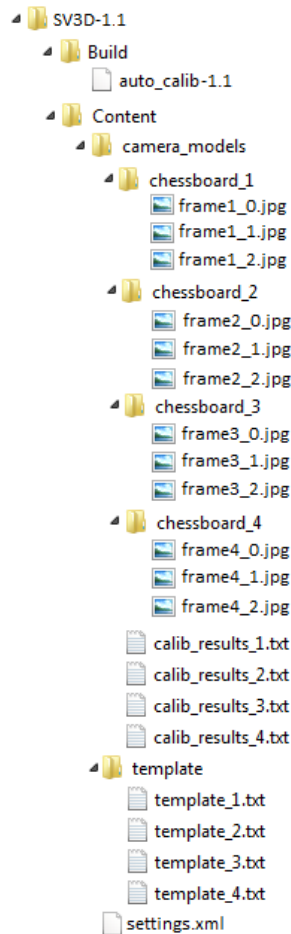 SV3D-1.1
Build
auto_calib-1.1
Content
camera_models
chessboard_1
frame1_0.jpg
frame1_1.jpg
frame1_2.jpg
chessboard_2
frame2_0.jpg
frame2_1.jpg
frame2_2.jpg
chessboard_3
frame3_0.jpg
frame3_1.jpg
frame3_2.jpg
chessboard_4
frame4_0.jpg
frame4_1.jpg
frame4_2.jpg
calib_results_1.txt
calib_results_2.txt
calib_results_3.txt
calib_results_4.txt
template
template_1.txt
template_2.txt
template_3.txt
template_4.txt
settings.xml